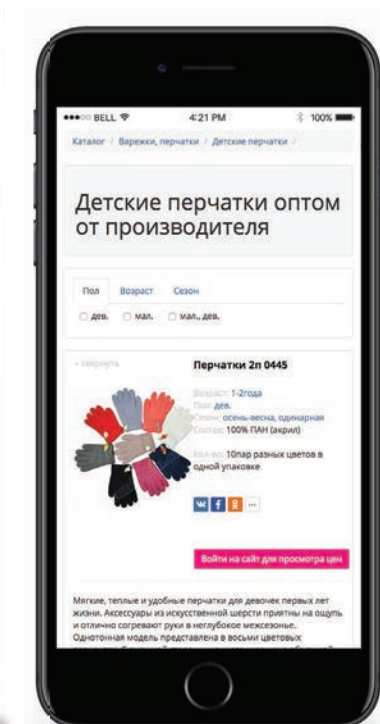 BELL 4:21 PM 100%
Каталог / Варежки, перчатки / Детские перчатки /
Детские перчатки оптом
от производителя
Пол Возраст Сезон
дев. мал. мал., дев.
« свернуть
Перчатки 2п 0445
Возраст: 1-2года
Пол: дев.
Сезон: осень-весна, одинарная
Состав: 100% ПАН (акрил)
Кол-во: 10пар разных цветов в
одной упаковке
Войти на сайт для просмотра цен
Мягкие, теплые и удобные перчатки для девочек первых лет
жизни. Аксессуары из искусственной шерсти приятны на ощупь
и отлично согревают руки в неглубокое межсезонье.
Однотонная модель представлена в восьми цветовых